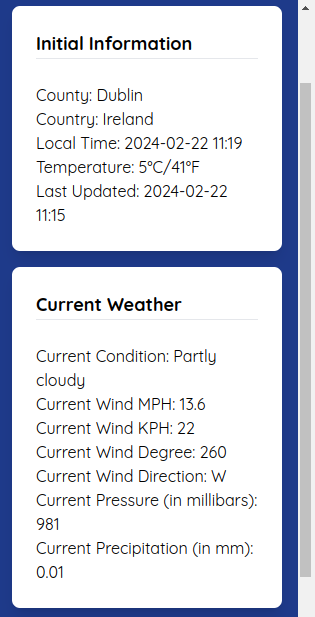 Initial Information
County: Dublin
Country: Ireland
Local Time: 2024-02-22 11:19
Temperature: 5°C/41°F
Last Updated: 2024-02-22
11:15
Current Weather
Current Condition: Partly
cloudy
Current Wind MPH: 13.6
Current Wind KPH: 22
Current Wind Degree: 260
Current Wind Direction: W
Current Pressure (in millibars):
981
Current Precipitation (in mm):
0.01